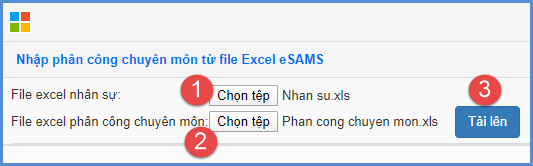 Nhập phân công chuyên môn từ file Excel eSAMS
1
3
File excel nhân sự: Chọn tệp Nhan su.xls
File excel phân công chuyên môn: Chọn tệp Phan cong chuyen mon.xls Tải lên
2